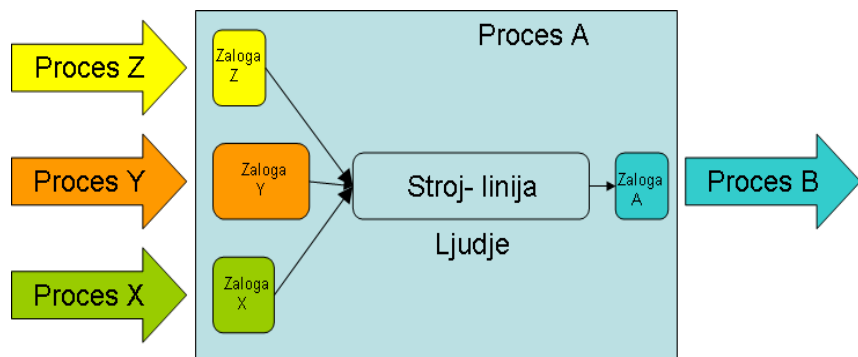 Proces A
Proces Z
Zaloga
Z
Proces Y
Zaloga
Y
Stroj- linija
Zaloga
A
Proces B
Ljudje
Proces X
Zaloga
X